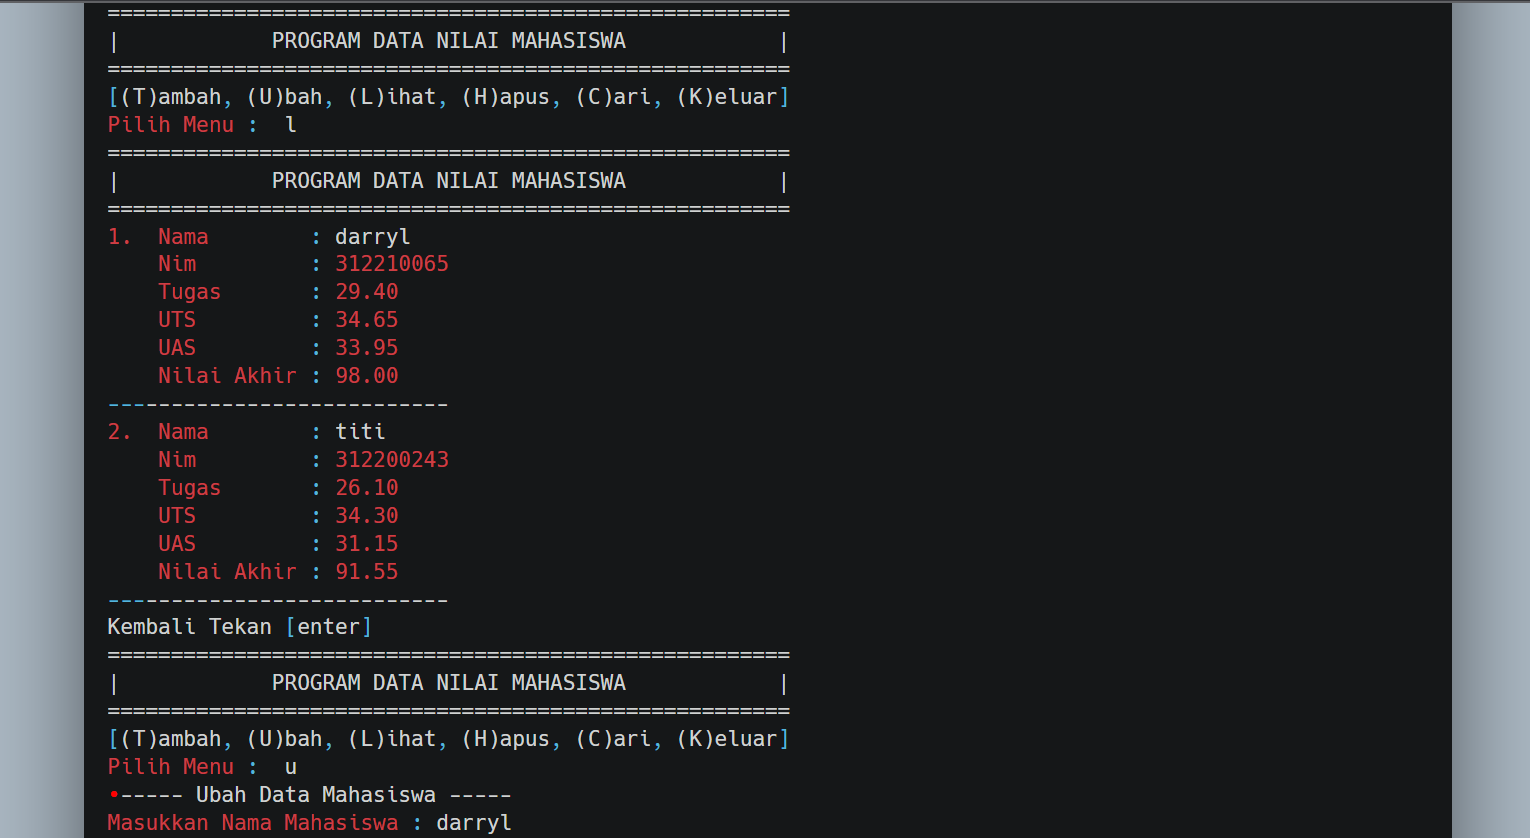 ======================================================
|            PROGRAM DATA NILAI MAHASISWA            |
======================================================
[(T)ambah, (U)bah, (L)ihat, (H)apus, (C)ari, (K)eluar]
Pilih Menu :  l
======================================================
|            PROGRAM DATA NILAI MAHASISWA            |
======================================================
1.  Nama        : darryl
    Nim         : 312210065
    Tugas       : 29.40
    UTS         : 34.65
    UAS         : 33.95
    Nilai Akhir : 98.00
---------------------------
2.  Nama        : titi
    Nim         : 312200243
    Tugas       : 26.10
    UTS         : 34.30
    UAS         : 31.15
    Nilai Akhir : 91.55
---------------------------
Kembali Tekan [enter]
======================================================
|            PROGRAM DATA NILAI MAHASISWA            |
======================================================
[(T)ambah, (U)bah, (L)ihat, (H)apus, (C)ari, (K)eluar]
Pilih Menu :  u
•----- Ubah Data Mahasiswa -----
Masukkan Nama Mahasiswa : darryl